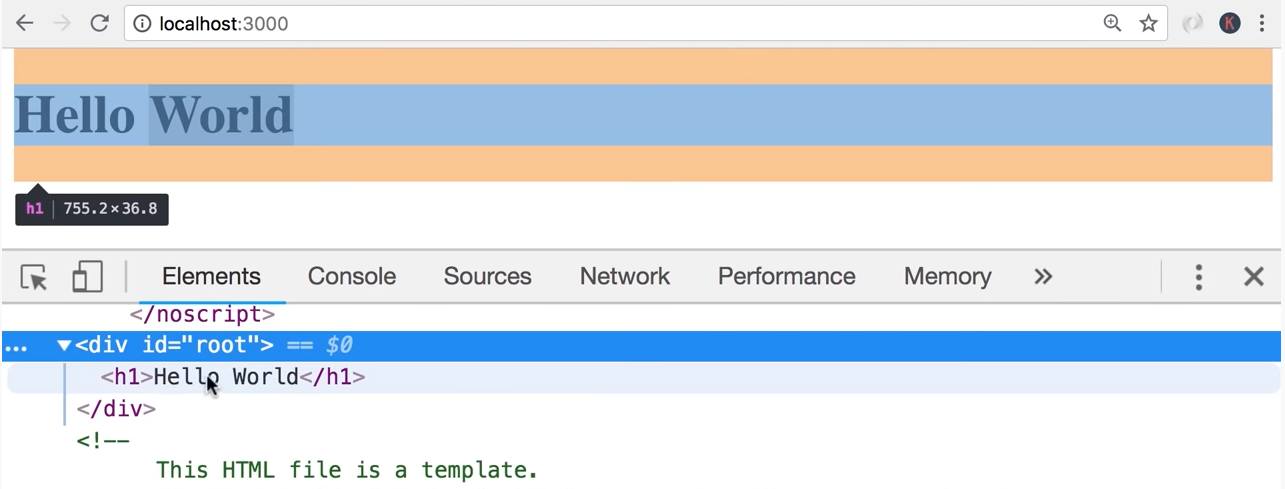 localhost:3000
K
Hello World
h1 | 755.2×36.8
Elements Console Sources Network Performance Memory »
</noscript>
… ▼<div id="root"> == $0
<h1>Hello World</h1>
</div>
<!--
This HTML file is a template.